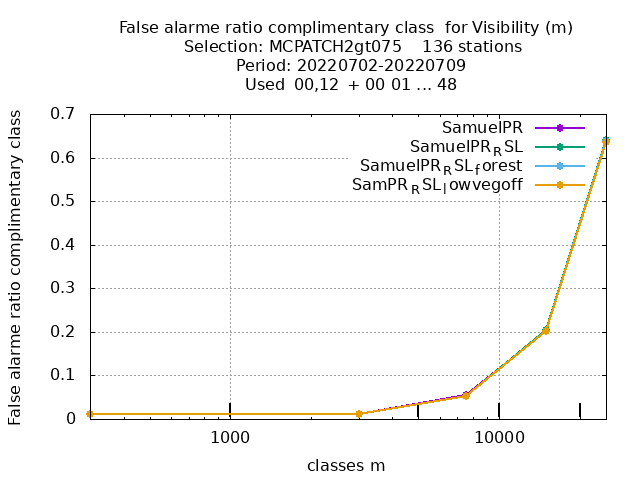 False alarme ratio complimentary class  for Visibility (m)
Selection: MCPATCH2gt075    136 stations
Period: 20220702-20220709
Used  00,12  + 00 01 ... 48
False alarme ratio complimentary class
0.7
0.6
0.5
0.4
0.3
0.2
0.1
0
SamuelPR
SamuelPR_RSL
SamuelPR_RSL_forest
SamPR_RSL_lowvegoff
1000
10000
classes m